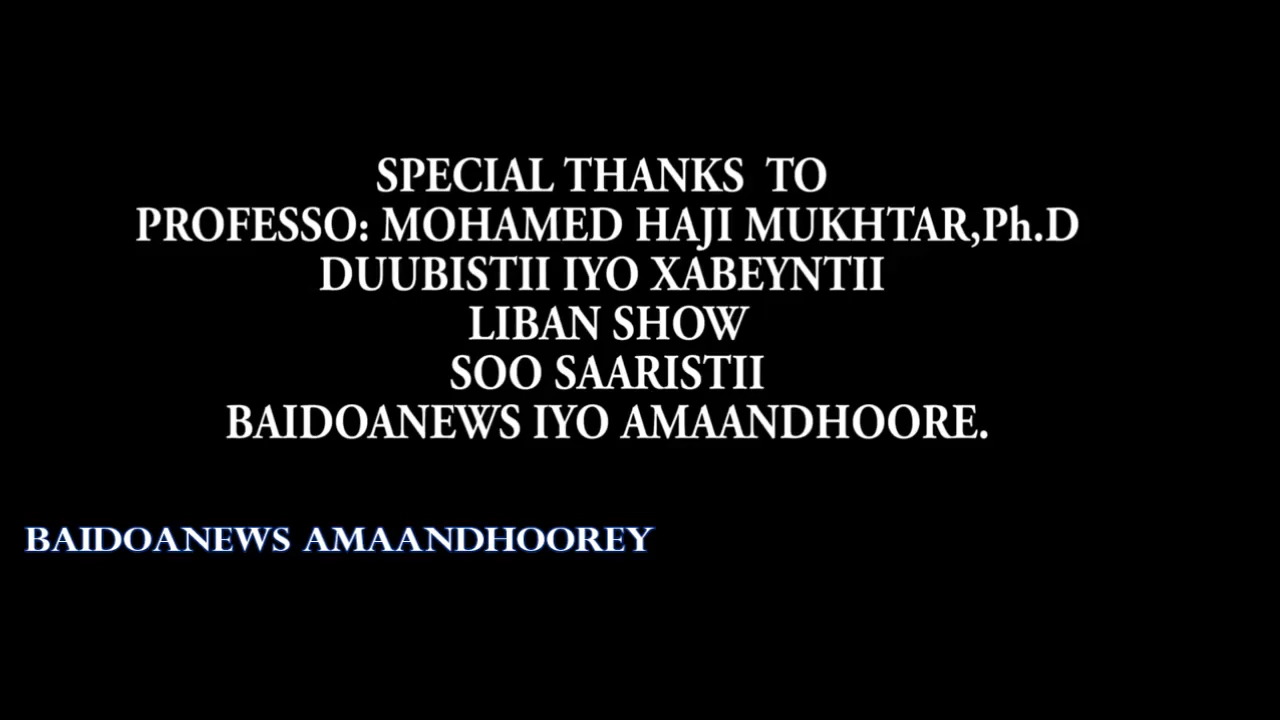 SPECIAL THANKS TO
PROFESSO: MOHAMED HAJI MUKHTAR,Ph.D
DUUBISTII IYO XABEYNTII
LIBAN SHOW
SOO SAARISTII
BAIDOANEWS IYO AMAANDHOORE.
BAIDOANEWS AMAANDHOOREY